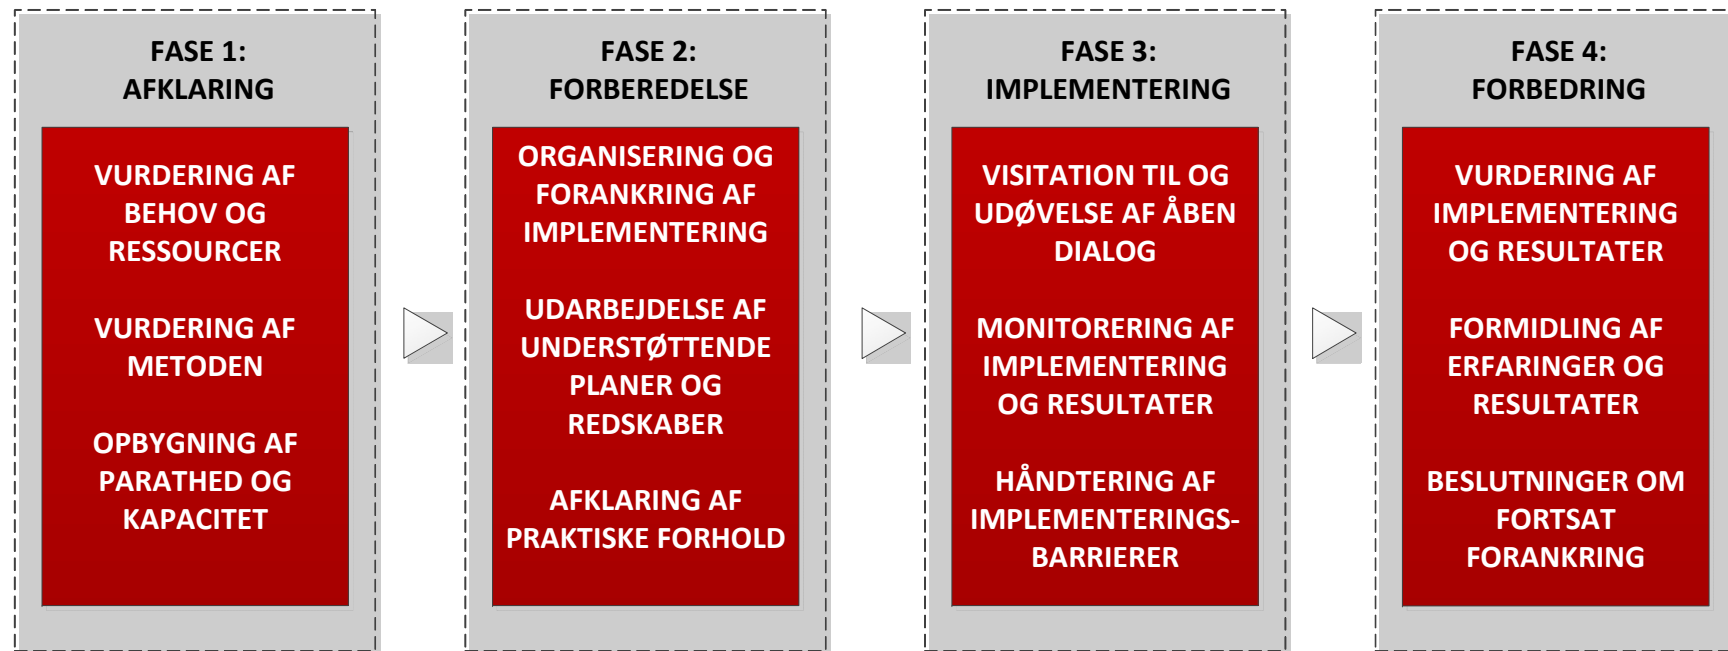 FASE 1:
AFKLARING
VURDERING AF
BEHOV OG
RESSOURCER
VURDERING AF
METODEN
OPBYGNING AF
PARATHED OG
KAPACITET
FASE 2:
FORBEREDELSE
ORGANISERING OG
FORANKRING AF
IMPLEMENTERING
UDARBEJDELSE AF
UNDERSTØTTENDE
PLANER OG
REDSKABER
AFKLARING AF
PRAKTISKE FORHOLD
FASE 3:
IMPLEMENTERING
VISITATION TIL OG
UDØVELSE AF ÅBEN
DIALOG
MONITORERING AF
IMPLEMENTERING
OG RESULTATER
HÅNDTERING AF
IMPLEMENTERINGS-
BARRIERER
FASE 4:
FORBEDRING
VURDERING AF
IMPLEMENTERING
OG RESULTATER
FORMIDLING AF
ERFARINGER OG
RESULTATER
BESLUTNINGER OM
FORTSAT
FORANKRING